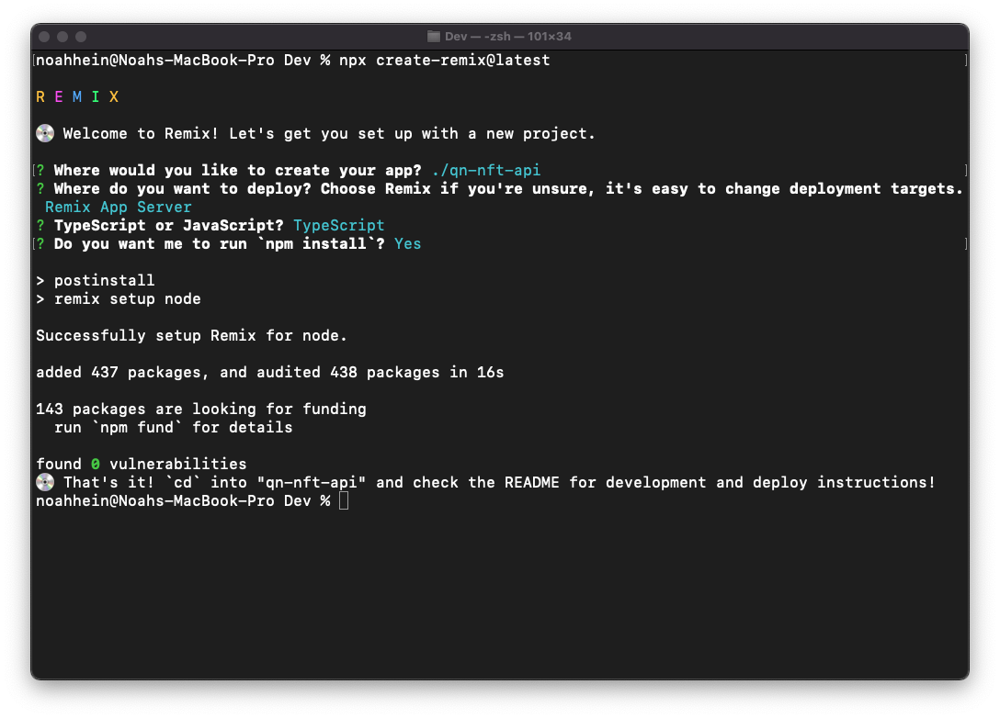 Dev — -zsh — 101×34
[noahhein@Noahs-MacBook-Pro Dev % npx create-remix@latest ]
R E M I X
💿 Welcome to Remix! Let's get you set up with a new project.
[? Where would you like to create your app? ./qn-nft-api ]
? Where do you want to deploy? Choose Remix if you're unsure, it's easy to change deployment targets.
Remix App Server
? TypeScript or JavaScript? TypeScript
[? Do you want me to run `npm install`? Yes ]
> postinstall
> remix setup node
Successfully setup Remix for node.
added 437 packages, and audited 438 packages in 16s
143 packages are looking for funding
run `npm fund` for details
found 0 vulnerabilities
💿 That's it! `cd` into "qn-nft-api" and check the README for development and deploy instructions!
noahhein@Noahs-MacBook-Pro Dev %